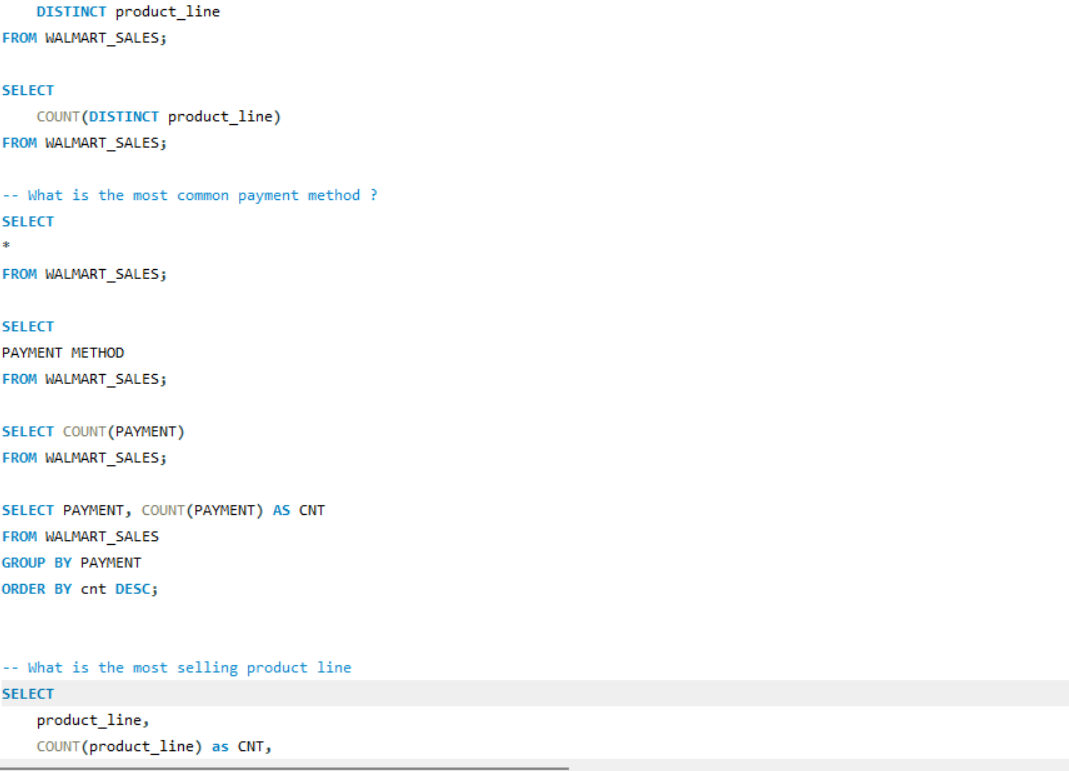 DISTINCT product_line
FROM WALMART_SALES;
SELECT
COUNT(DISTINCT product_line)
FROM WALMART_SALES;
-- What is the most common payment method ?
SELECT
*
FROM WALMART_SALES;
SELECT
PAYMENT METHOD
FROM WALMART_SALES;
SELECT COUNT(PAYMENT)
FROM WALMART_SALES;
SELECT PAYMENT, COUNT(PAYMENT) AS CNT
FROM WALMART_SALES
GROUP BY PAYMENT
ORDER BY cnt DESC;
-- What is the most selling product line
SELECT
product_line,
COUNT(product_line) as CNT,